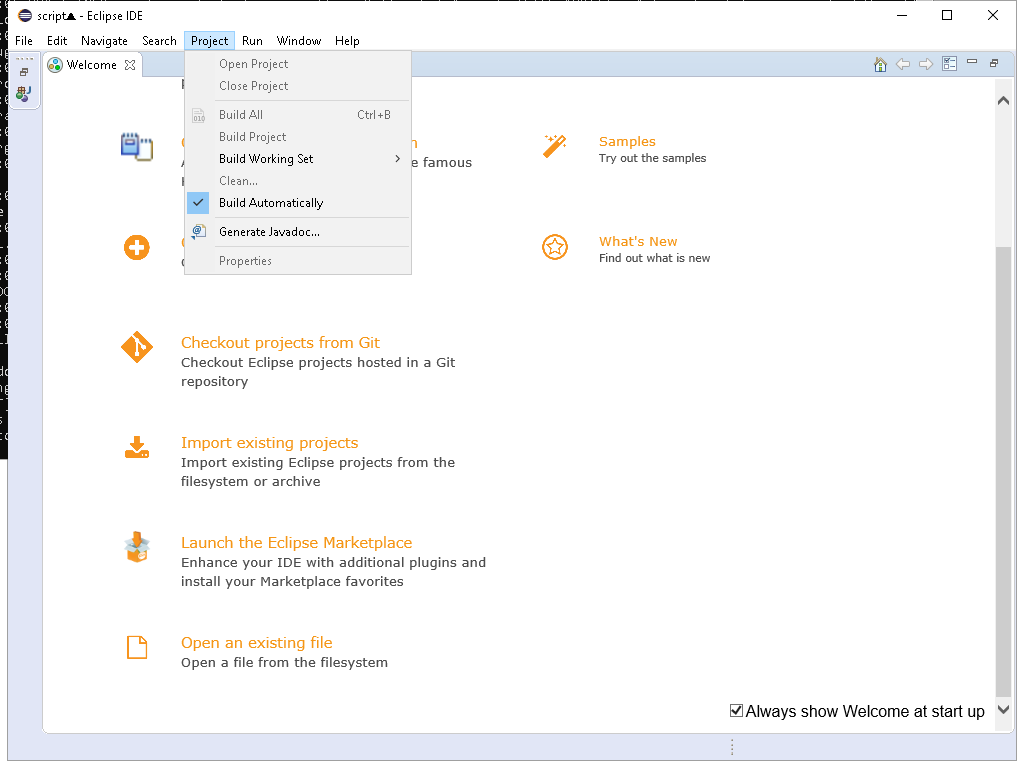 script▲ - Eclipse IDE
File Edit Navigate Search Project Run Window Help
Welcome
Open Project
Close Project
Build All Ctrl+B
Build Project
Build Working Set
Clean...
Build Automatically
Generate Javadoc...
Properties
e famous
Samples
Try out the samples
What's New
Find out what is new
Checkout projects from Git
Checkout Eclipse projects hosted in a Git
repository
Import existing projects
Import existing Eclipse projects from the
filesystem or archive
Launch the Eclipse Marketplace
Enhance your IDE with additional plugins and
install your Marketplace favorites
Open an existing file
Open a file from the filesystem
Always show Welcome at start up